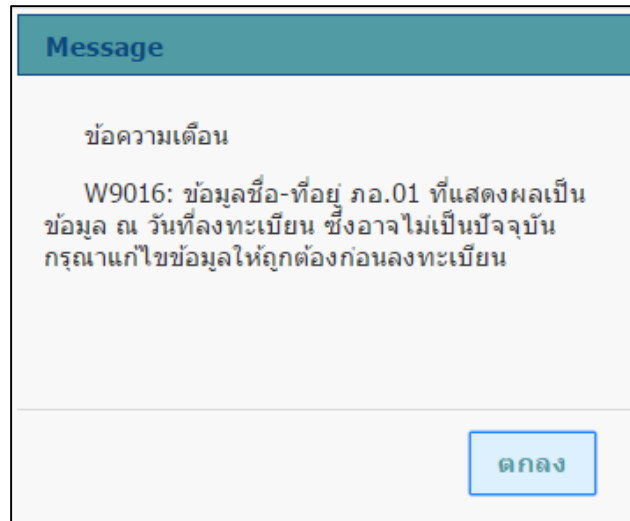 Message
ข้อความเตือน
W9016: ข้อมูลชื่อ-ที่อยู่ ภอ.01 ที่แสดงผลเป็น
ข้อมูล ณ วันที่ลงทะเบียน ซึ่งอาจไม่เป็นปัจจุบัน
กรุณาแก้ไขข้อมูลให้ถูกต้องก่อนลงทะเบียน
ตกลง